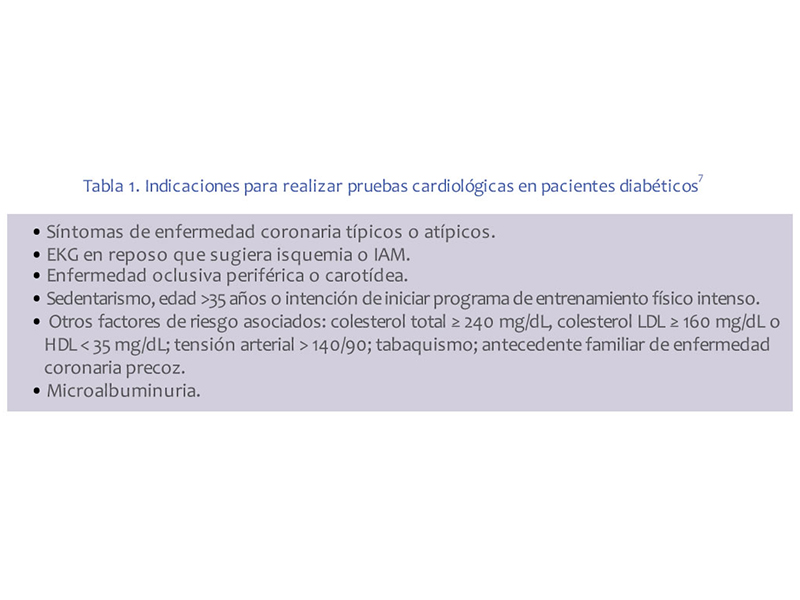 Tabla 1. Indicaciones para realizar pruebas cardiológicas en pacientes diabéticos7
• Síntomas de enfermedad coronaria típicos o atípicos.
• EKG en reposo que sugiera isquemia o IAM.
• Enfermedad oclusiva periférica o carotídea.
• Sedentarismo, edad >35 años o intención de iniciar programa de entrenamiento físico intenso.
• Otros factores de riesgo asociados: colesterol total ≥ 240 mg/dL, colesterol LDL ≥ 160 mg/dL o
HDL < 35 mg/dL; tensión arterial > 140/90; tabaquismo; antecedente familiar de enfermedad
coronaria precoz.
• Microalbuminuria.